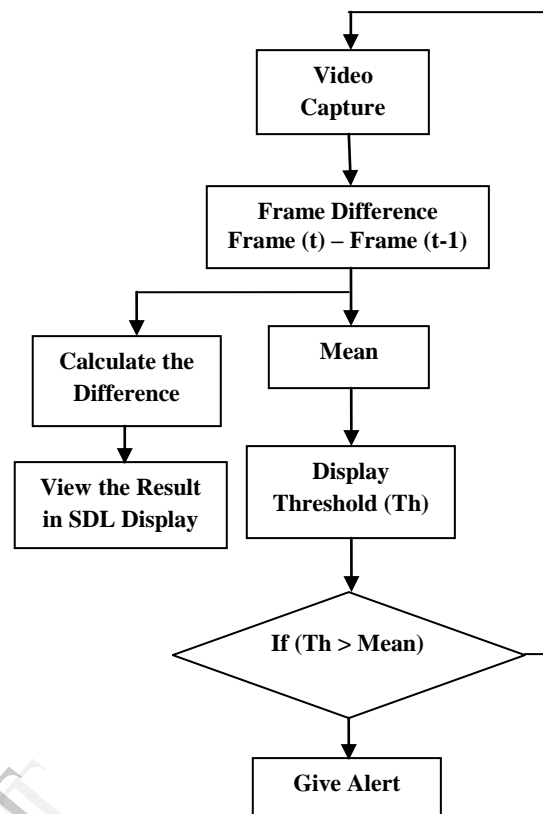 Video
Capture
Frame Difference
Frame (t) – Frame (t-1)
Calculate the
Difference
Mean
View the Result
in SDL Display
Display
Threshold (Th)
If (Th > Mean)
Give Alert